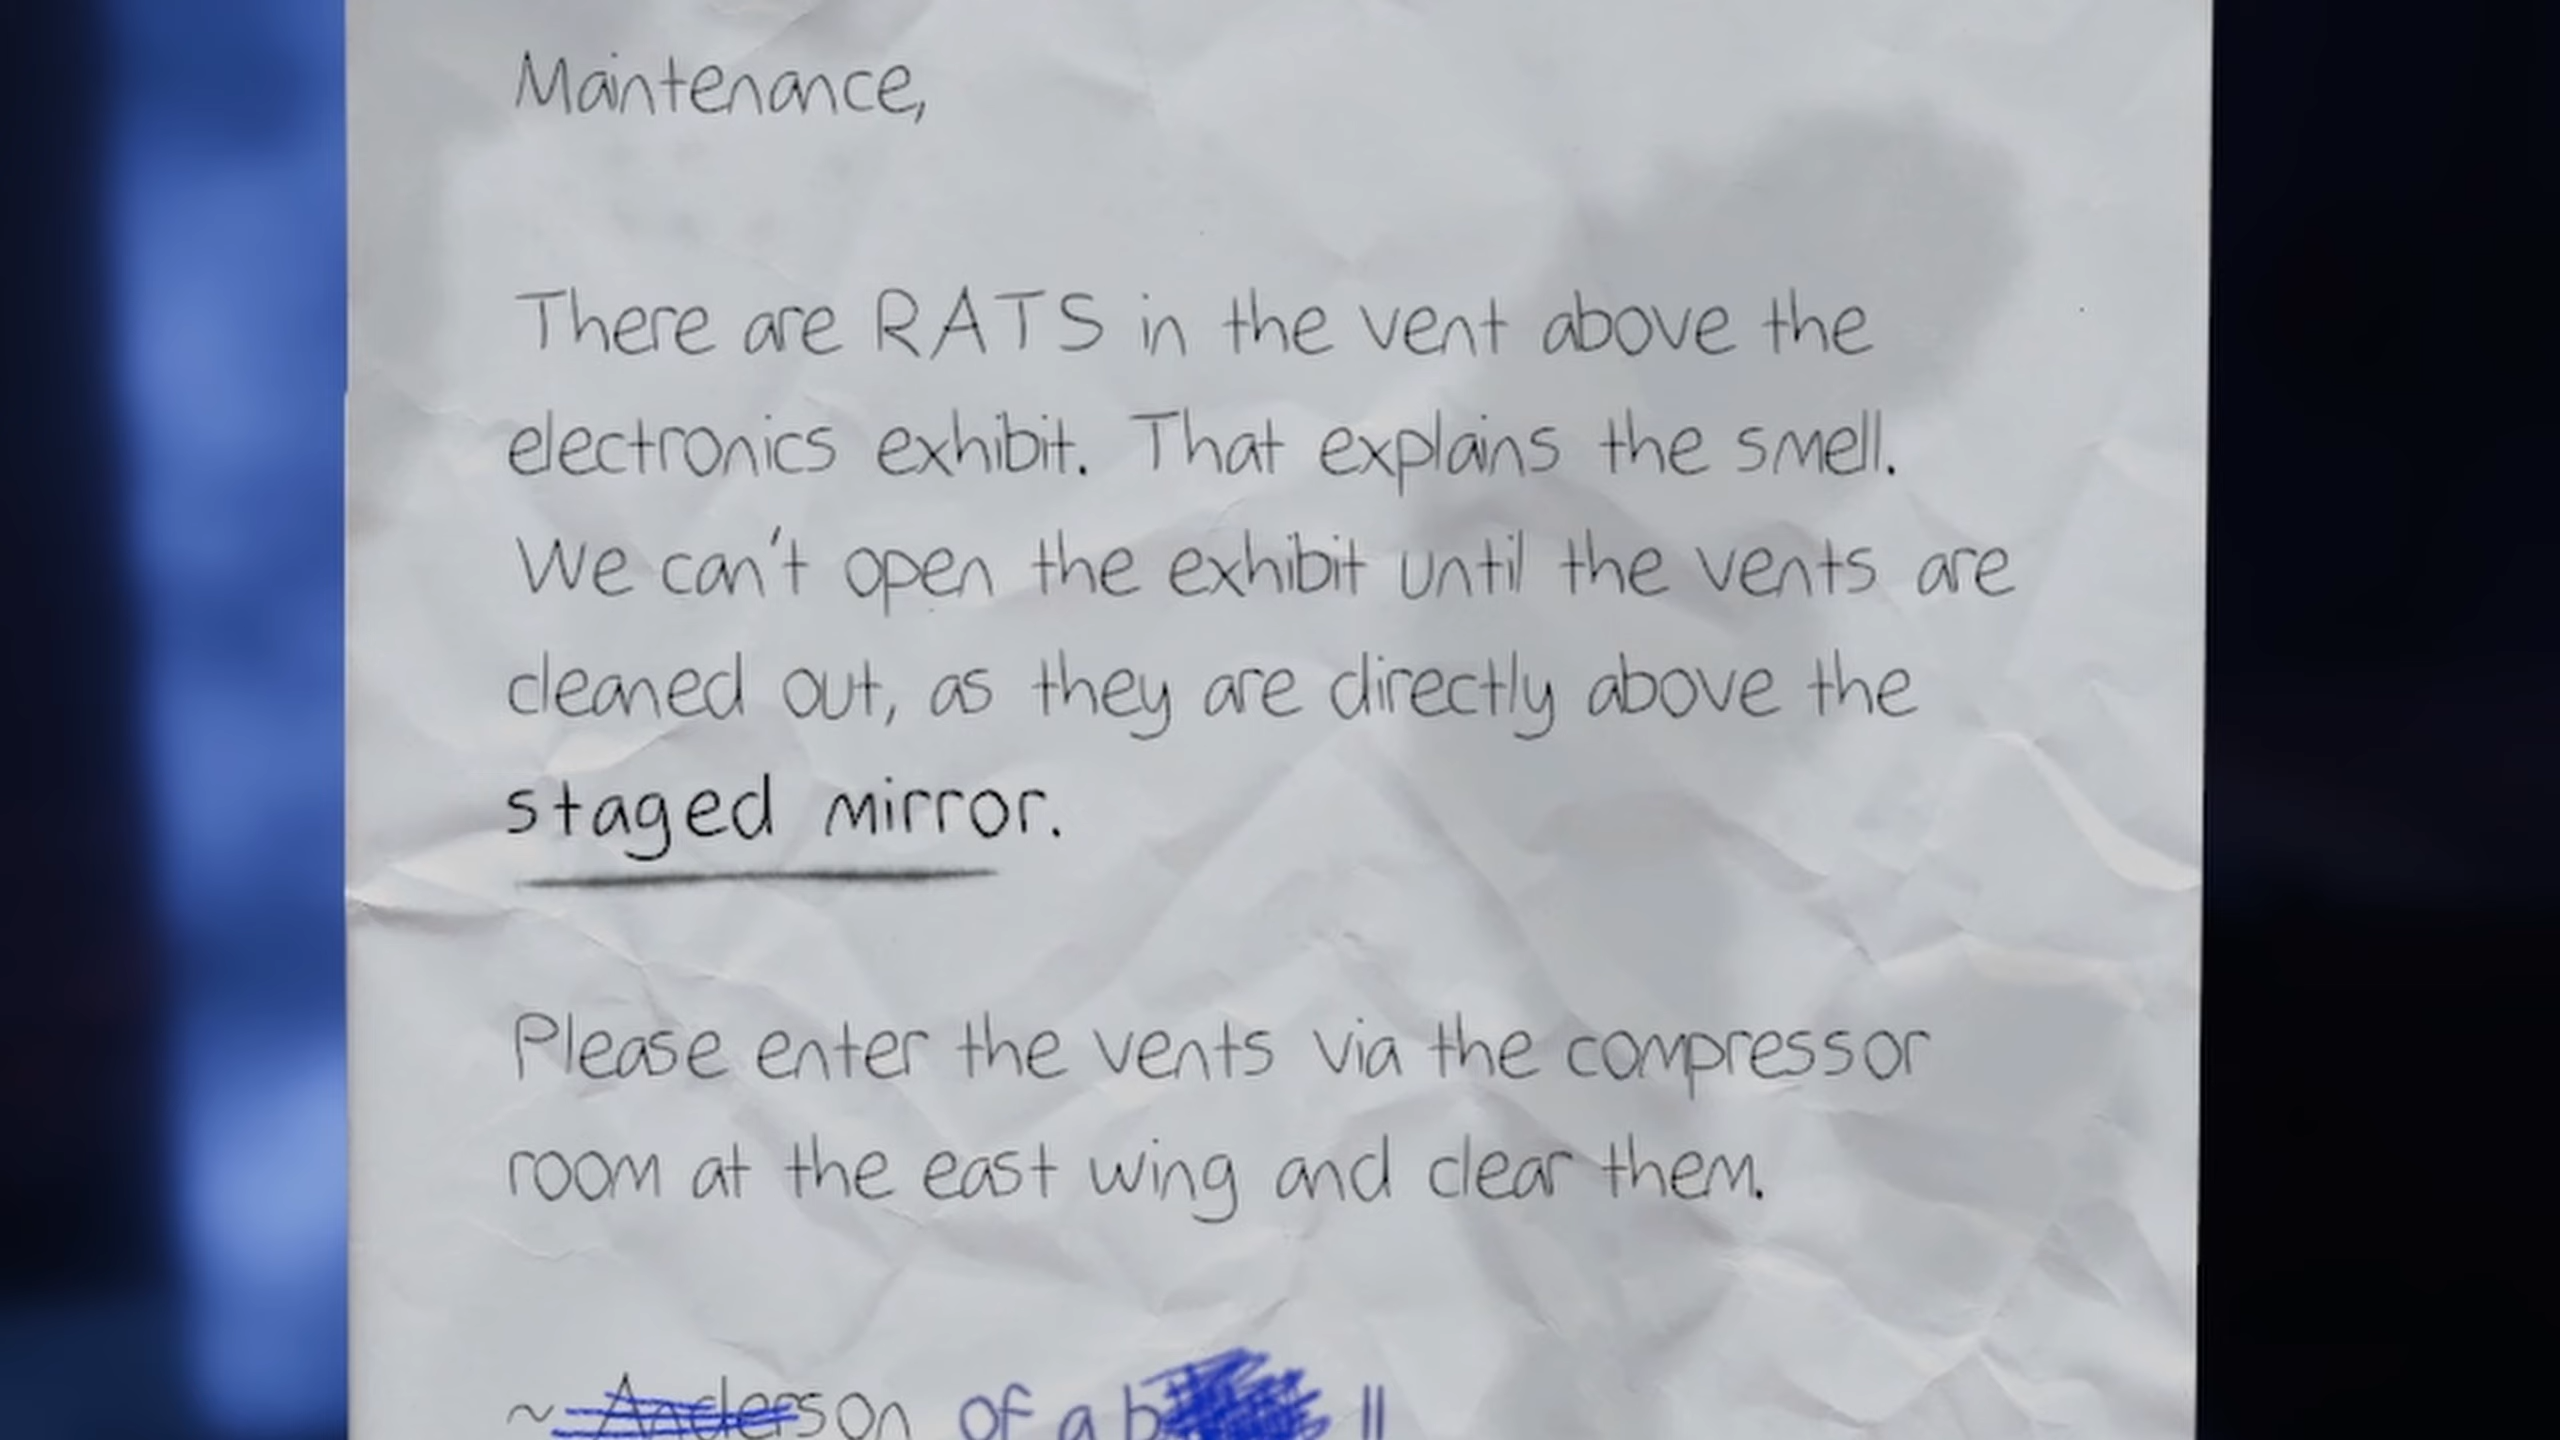 Maintenance,
There are RATS in the vent above the
electronics exhibit. That explains the smell.
We can't open the exhibit until the vents are
cleaned out, as they are directly above the
staged mirror.
Please enter the vents via the compressor
room at the east wing and clear them.
~ Anderson of a b